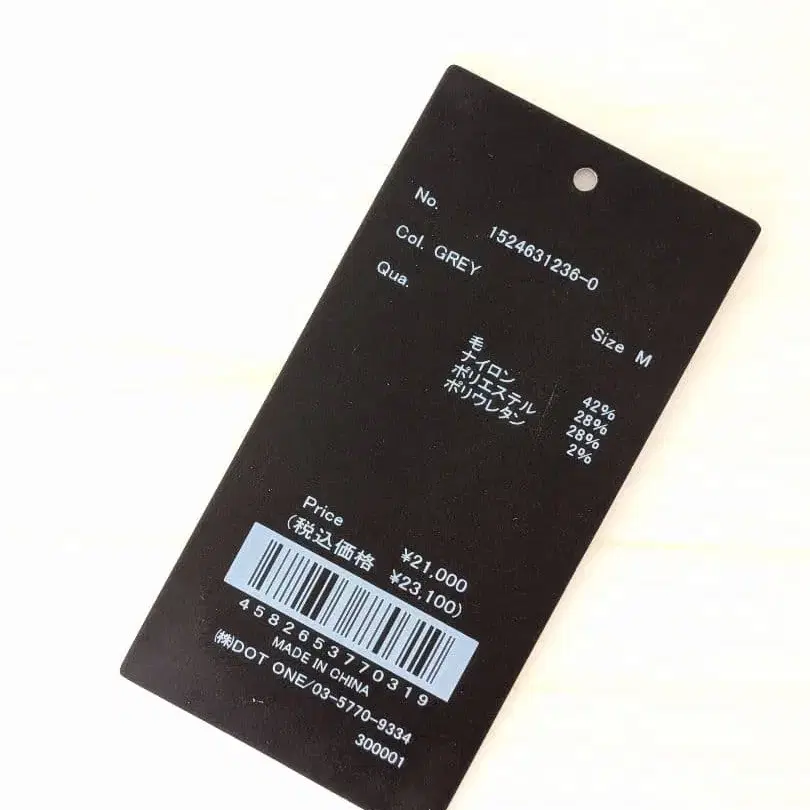 No. 1524631236-0
Col. GREY Size M
Qua.
毛 42%
ナイロン 28%
ポリエステル 28%
ポリウレタン 2%
Price ¥21,000
(税込価格 ¥23,100)
4582653770319
MADE IN CHINA
㈱DOT ONE/03-5770-9334
300001